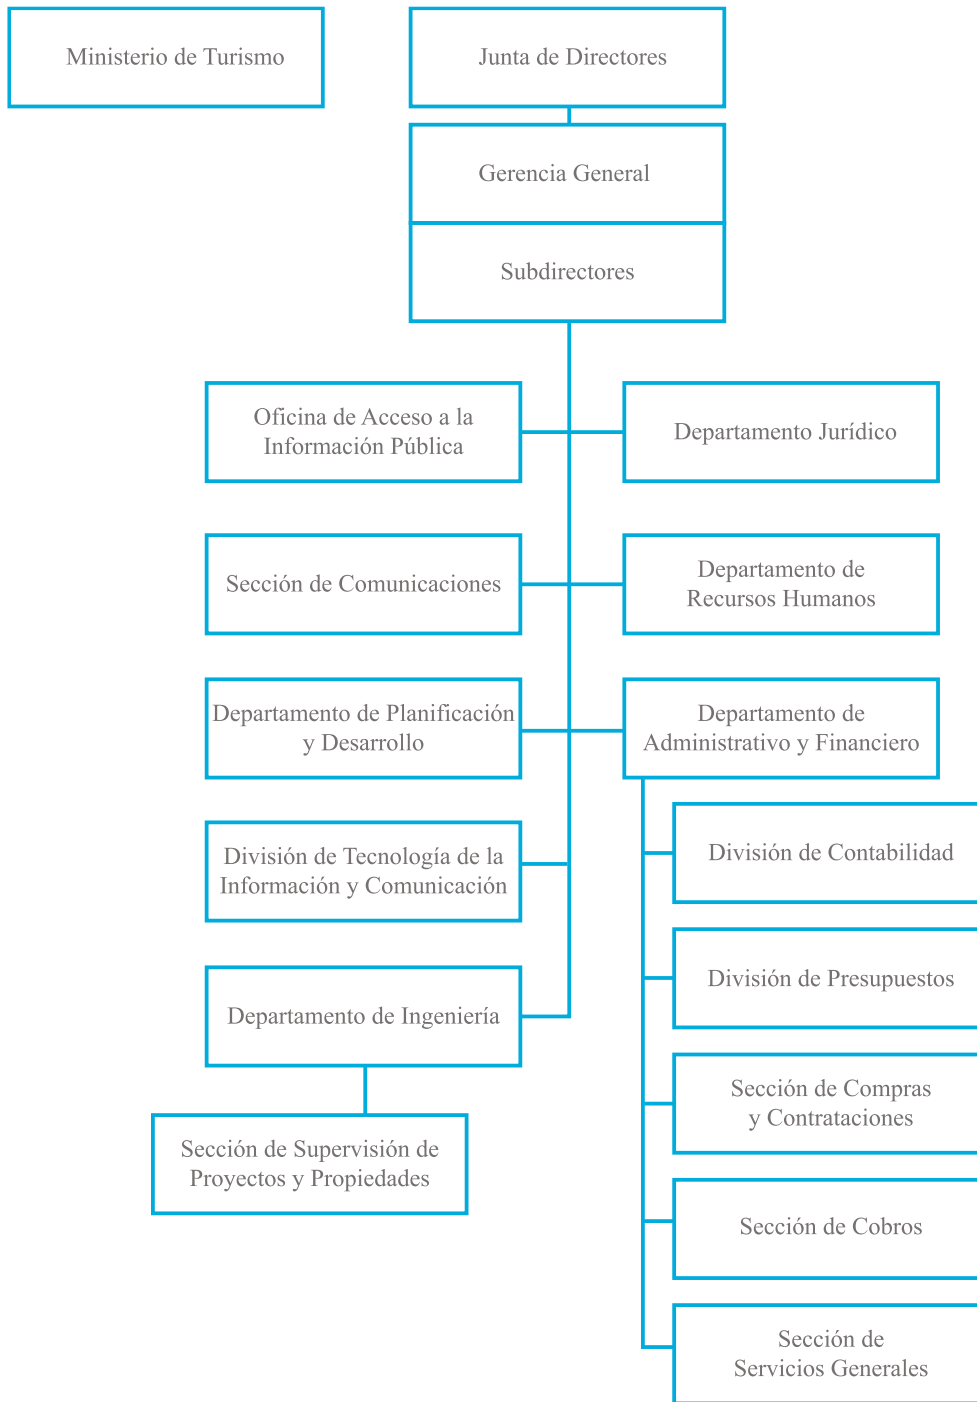 Ministerio de Turismo
Junta de Directores
Gerencia General
Subdirectores
Oficina de Acceso a la
Información Pública
Departamento Jurídico
Sección de Comunicaciones
Departamento de
Recursos Humanos
Departamento de Planificación
y Desarrollo
Departamento de
Administrativo y Financiero
División de Tecnología de la
Información y Comunicación
División de Contabilidad
División de Presupuestos
Departamento de Ingeniería
Sección de Compras
y Contrataciones
Sección de Supervisión de
Proyectos y Propiedades
Sección de Cobros
Sección de
Servicios Generales